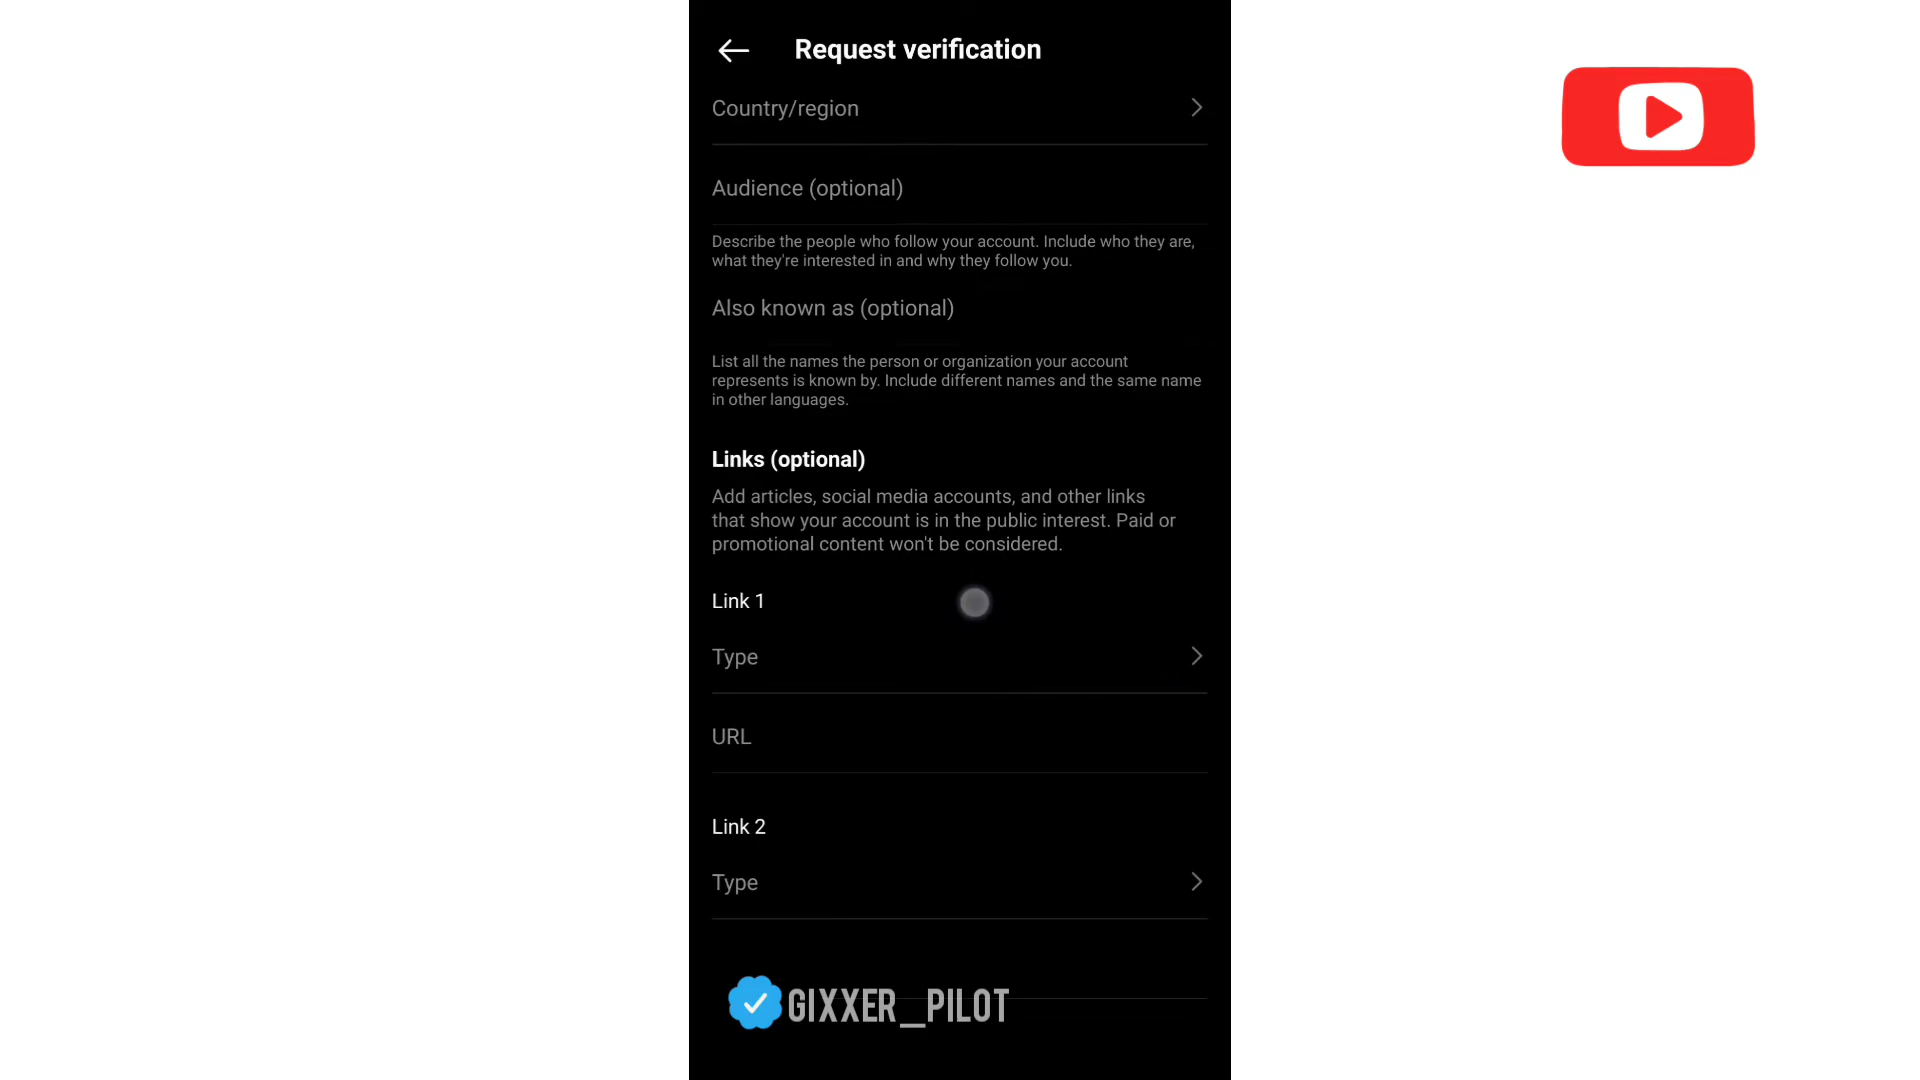 Request verification
Country/region
Audience (optional)
Describe the people who follow your account. Include who they are,
what they're interested in and why they follow you.
Also known as (optional)
List all the names the person or organization your account
represents is known by. Include different names and the same name
in other languages.
Links (optional)
Add articles, social media accounts, and other links
that show your account is in the public interest. Paid or
promotional content won't be considered.
Link 1
Type
URL
Link 2
Type
GIXXER_PILOT